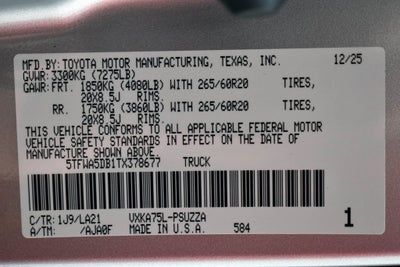 MFD.BY:TOYOTA MOTOR MANUFACTURING, TEXAS, INC. 12/25
GVWR: 3300KG (7275LB)
GAWR: FRT. 1850KG (4080LB) WITH 265/60R20 TIRES,
20X8.5J RIMS.
RR. 1750KG (3860LB) WITH 265/60R20 TIRES,
20X8.5J RIMS.
THIS VEHICLE CONFORMS TO ALL APPLICABLE FEDERAL MOTOR
VEHICLE SAFETY STANDARDS IN EFFECT ON THE DATE OF
MANUFACTURE SHOWN ABOVE.
5TFWA5DB1TX378677 TRUCK
C/TR: 1J9/LA21 VXKA75L-PSUZZA
A/TM: /AJA0F MADE IN U.S.A. 584 1